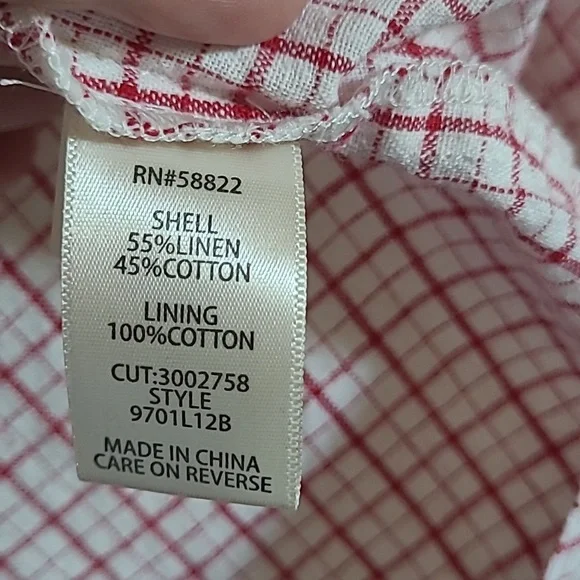 RN#58822
SHELL
55%LINEN
45%COTTON
LINING
100%COTTON
CUT:3002758
STYLE
9701L12B
MADE IN CHINA
CARE ON REVERSE